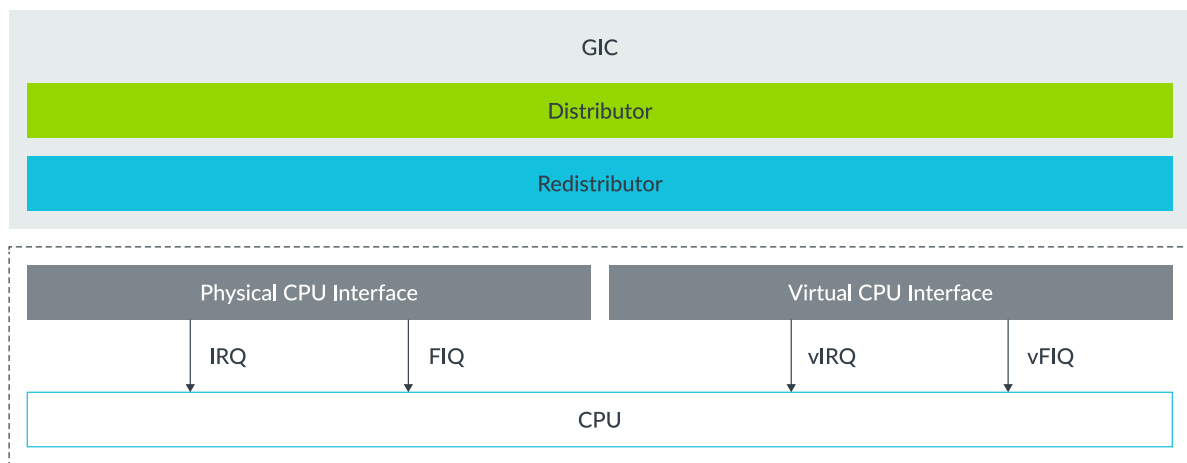 GIC
Distributor
Redistributor
Physical CPU Interface
Virtual CPU Interface
IRQ
FIQ
vIRQ
vFIQ
CPU